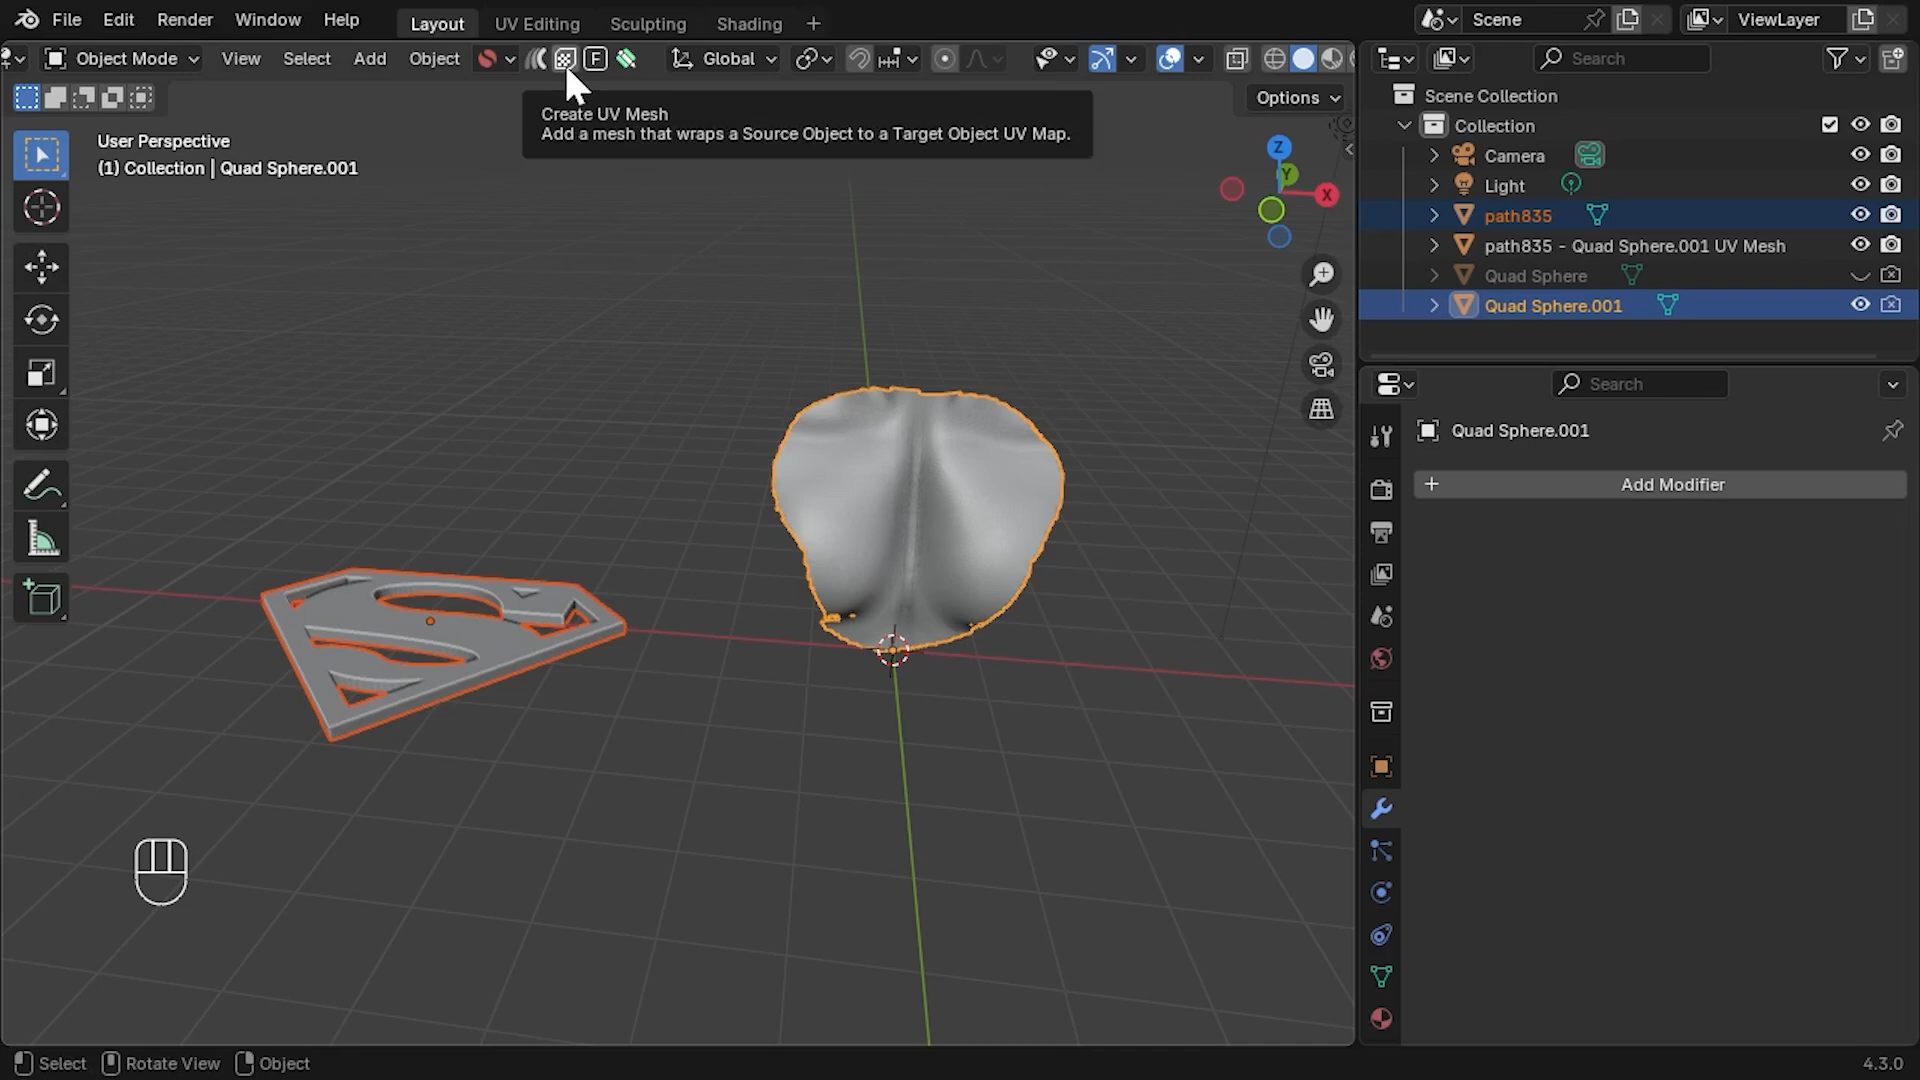 File Edit Render Window Help Layout UV Editing Sculpting Shading + Scene ViewLayer
Object Mode View Select Add Object F Global Search
Options
Create UV Mesh
Add a mesh that wraps a Source Object to a Target Object UV Map.
User Perspective
(1) Collection | Quad Sphere.001
Z
Y
X
Scene Collection
Collection
Camera
Light
path835
path835 - Quad Sphere.001 UV Mesh
Quad Sphere
Quad Sphere.001
Search
Quad Sphere.001
+ Add Modifier
Select Rotate View Object 4.3.0